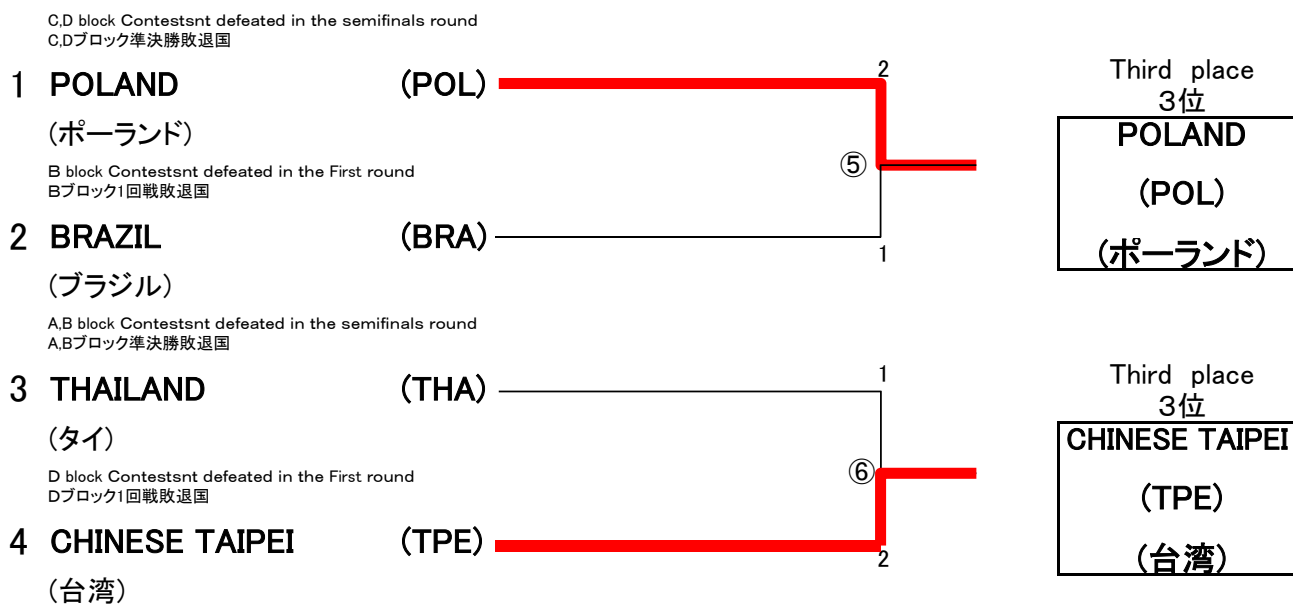 C,D block Contestsnt defeated in the semifinals round
C,Dブロック準決勝敗退国
1 POLAND (POL) 2
(ポーランド)
B block Contestsnt defeated in the First round
Bブロック1回戦敗退国
⑤
2 BRAZIL (BRA) 1
(ブラジル)
Third place
３位
POLAND
(POL)
(ポーランド)
A,B block Contestsnt defeated in the semifinals round
A,Bブロック準決勝敗退国
3 THAILAND (THA) 1
(タイ)
D block Contestsnt defeated in the First round
Dブロック1回戦敗退国
⑥
4 CHINESE TAIPEI (TPE) 2
(台湾)
Third place
３位
CHINESE TAIPEI
(TPE)
(台湾)